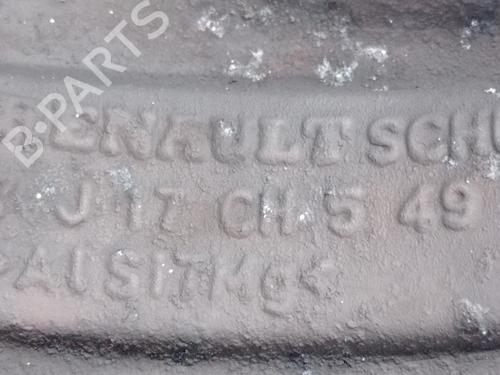 B-PARTS
RENAULT SCHU
J 17 CH 5 49
>AlSi7Mg<